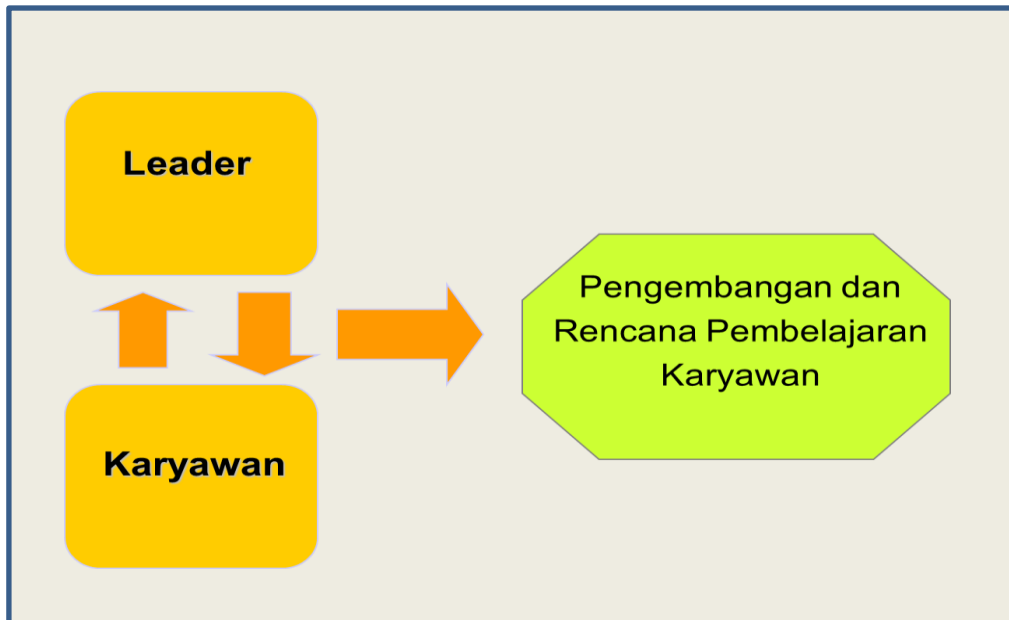 Leader
Pengembangan dan
Rencana Pembelajaran
Karyawan
Karyawan